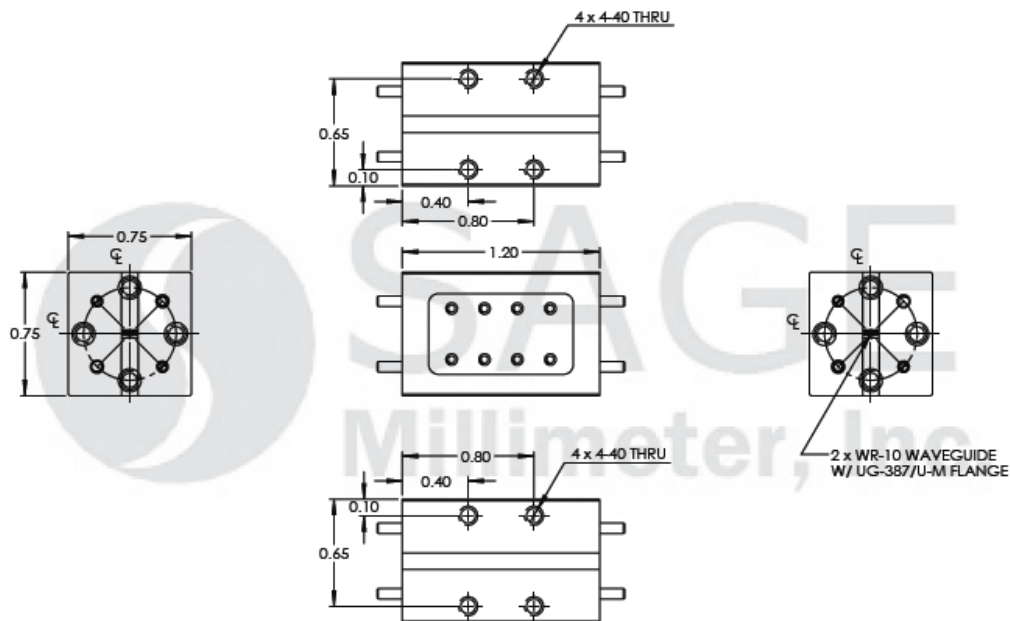 4 x 4-40 THRU
0.65
0.10
0.40
0.80
SAGE
Millimeter, Inc
0.75
℄
℄
0.75
1.20
℄
℄
2 x WR-10 WAVEGUIDE
W/ UG-387/U-M FLANGE
0.80
4 x 4-40 THRU
0.40
0.10
0.65